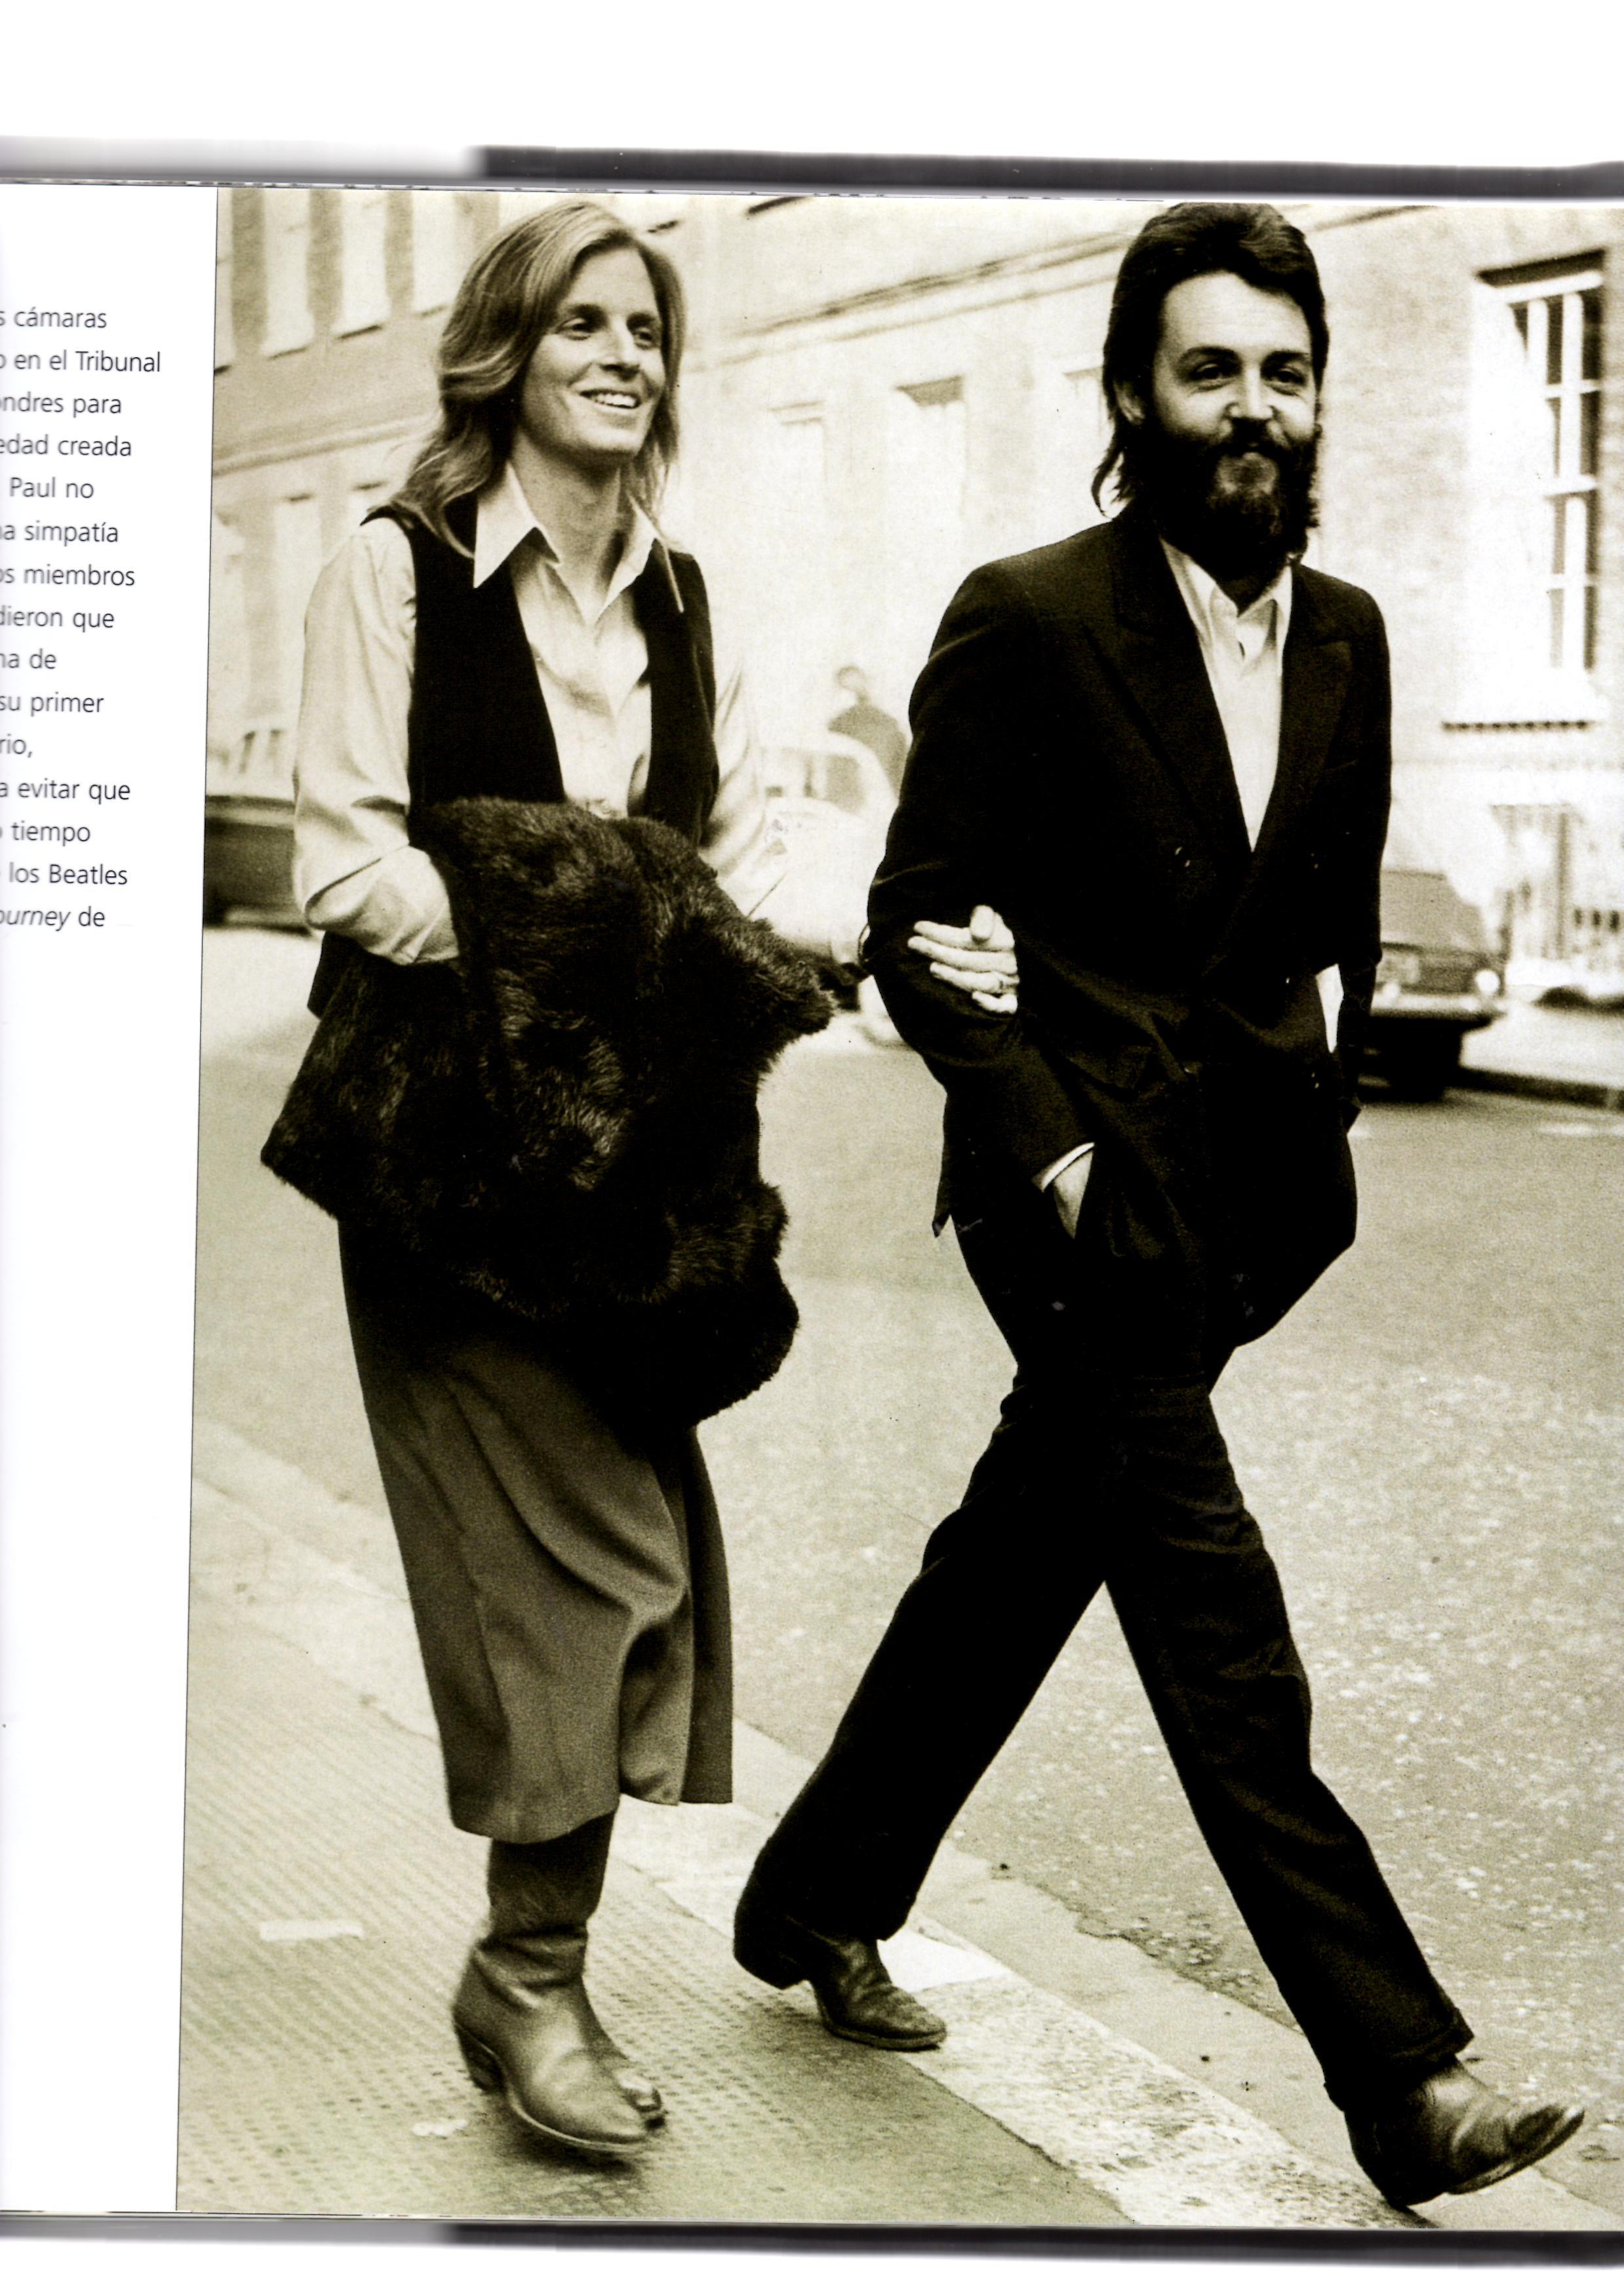 s cámaras
o en el Tribunal
ondres para
edad creada
Paul no
na simpatía
os miembros
dieron que
na de
su primer
rio,
a evitar que
o tiempo
los Beatles
ourney de